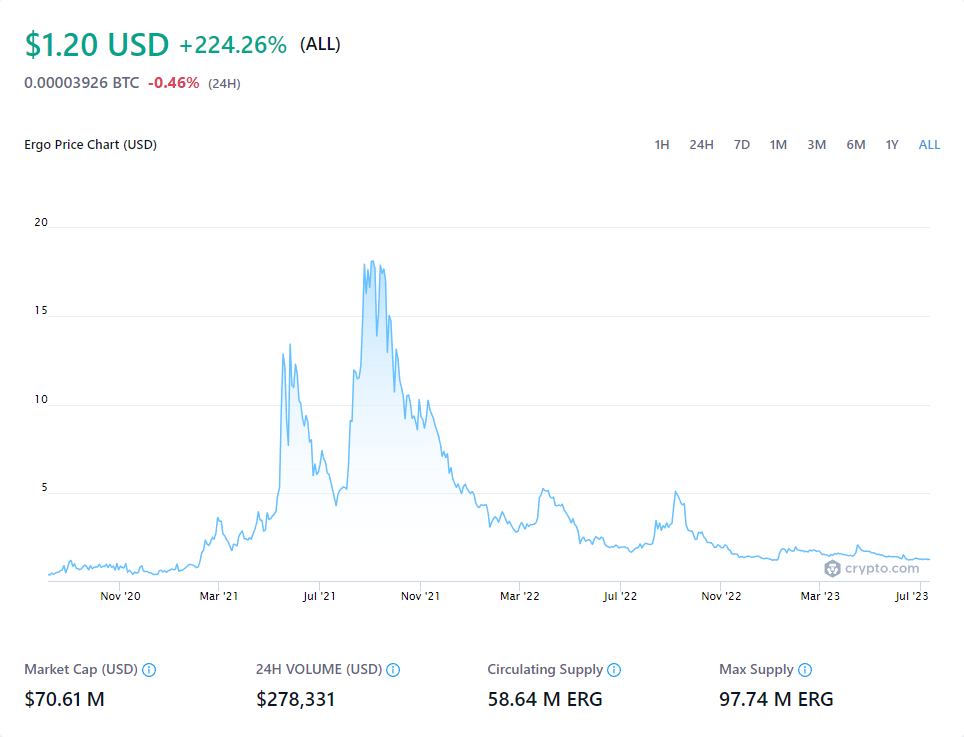 $1.20 USD +224.26% (ALL)
0.00003926 BTC -0.46% (24H)
Ergo Price Chart (USD) 1H 24H 7D 1M 3M 6M 1Y ALL
20
15
10
5
crypto.com
Nov '20 Mar '21 Jul '21 Nov '21 Mar '22 Jul '22 Nov '22 Mar '23 Jul '23
Market Cap (USD) 24H VOLUME (USD) Circulating Supply Max Supply
$70.61 M $278,331 58.64 M ERG 97.74 M ERG